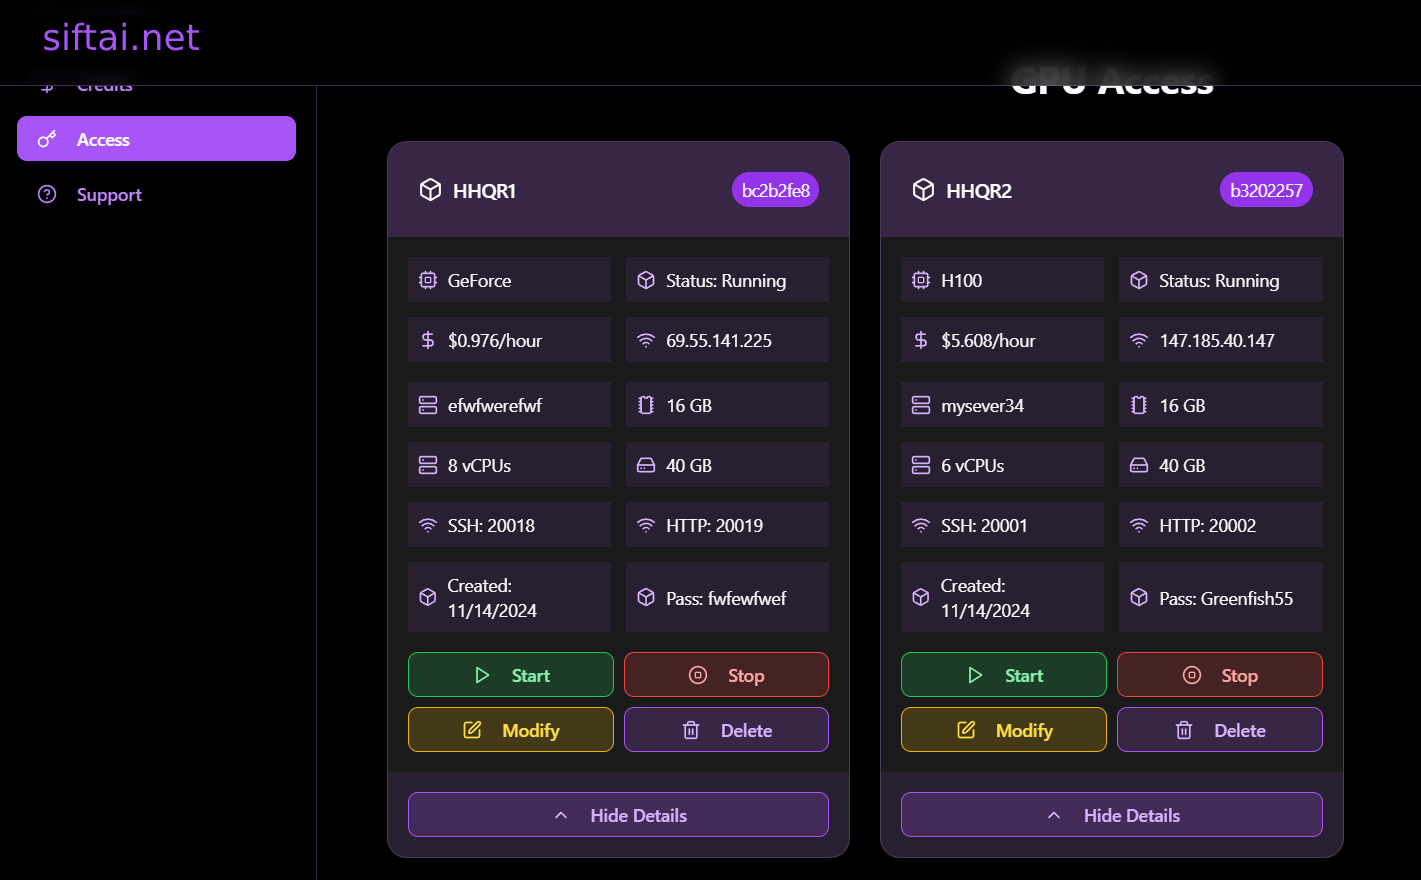 siftai.net
Credits
Access
Support
GPU Access
HHQR1
bc2b2fe8
GeForce
Status: Running
$0.976/hour
69.55.141.225
efwfwerefwf
16 GB
8 vCPUs
40 GB
SSH: 20018
HTTP: 20019
Created:
11/14/2024
Pass: fwfewfwef
Start
Stop
Modify
Delete
Hide Details
HHQR2
b3202257
H100
Status: Running
$5.608/hour
147.185.40.147
mysever34
16 GB
6 vCPUs
40 GB
SSH: 20001
HTTP: 20002
Created:
11/14/2024
Pass: Greenfish55
Start
Stop
Modify
Delete
Hide Details